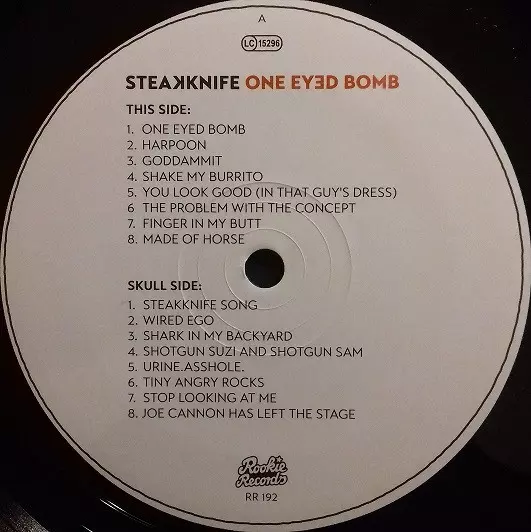 A
LC 15296
STEAKKNIFE ONE EYED BOMB
THIS SIDE:
1. ONE EYED BOMB
2. HARPOON
3. GODDAMMIT
4. SHAKE MY BURRITO
5. YOU LOOK GOOD (IN THAT GUY'S DRESS)
6 THE PROBLEM WITH THE CONCEPT
7. FINGER IN MY BUTT
8. MADE OF HORSE
SKULL SIDE:
1. STEAKKNIFE SONG
2. WIRED EGO
3. SHARK IN MY BACKYARD
4. SHOTGUN SUZI AND SHOTGUN SAM
5. URINE.ASSHOLE.
6. TINY ANGRY ROCKS
7. STOP LOOKING AT ME
8. JOE CANNON HAS LEFT THE STAGE
Rookie
Records
RR 192